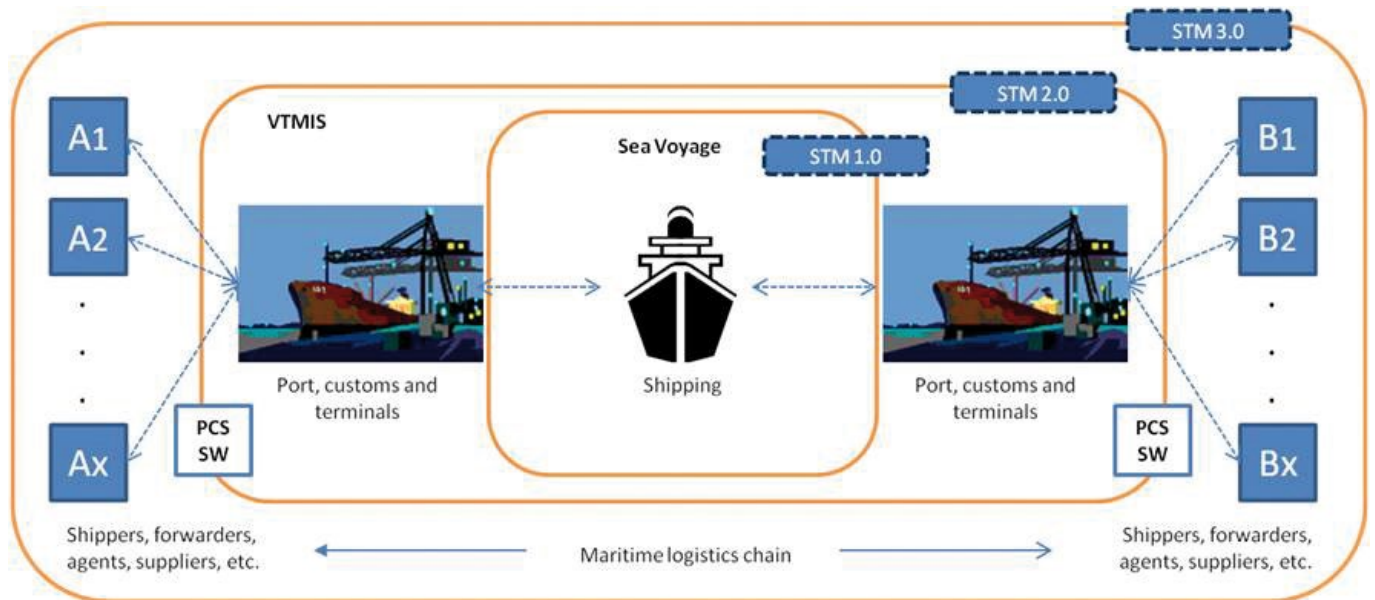 STM 3.0
STM 2.0
VTMIS
Sea Voyage
STM 1.0
A1
A2
.
.
.
Ax
B1
B2
.
.
.
Bx
Port, customs and
terminals
Shipping
Port, customs and
terminals
PCS
SW
PCS
SW
Shippers, forwarders,
agents, suppliers, etc.
Maritime logistics chain
Shippers, forwarders,
agents, suppliers, etc.